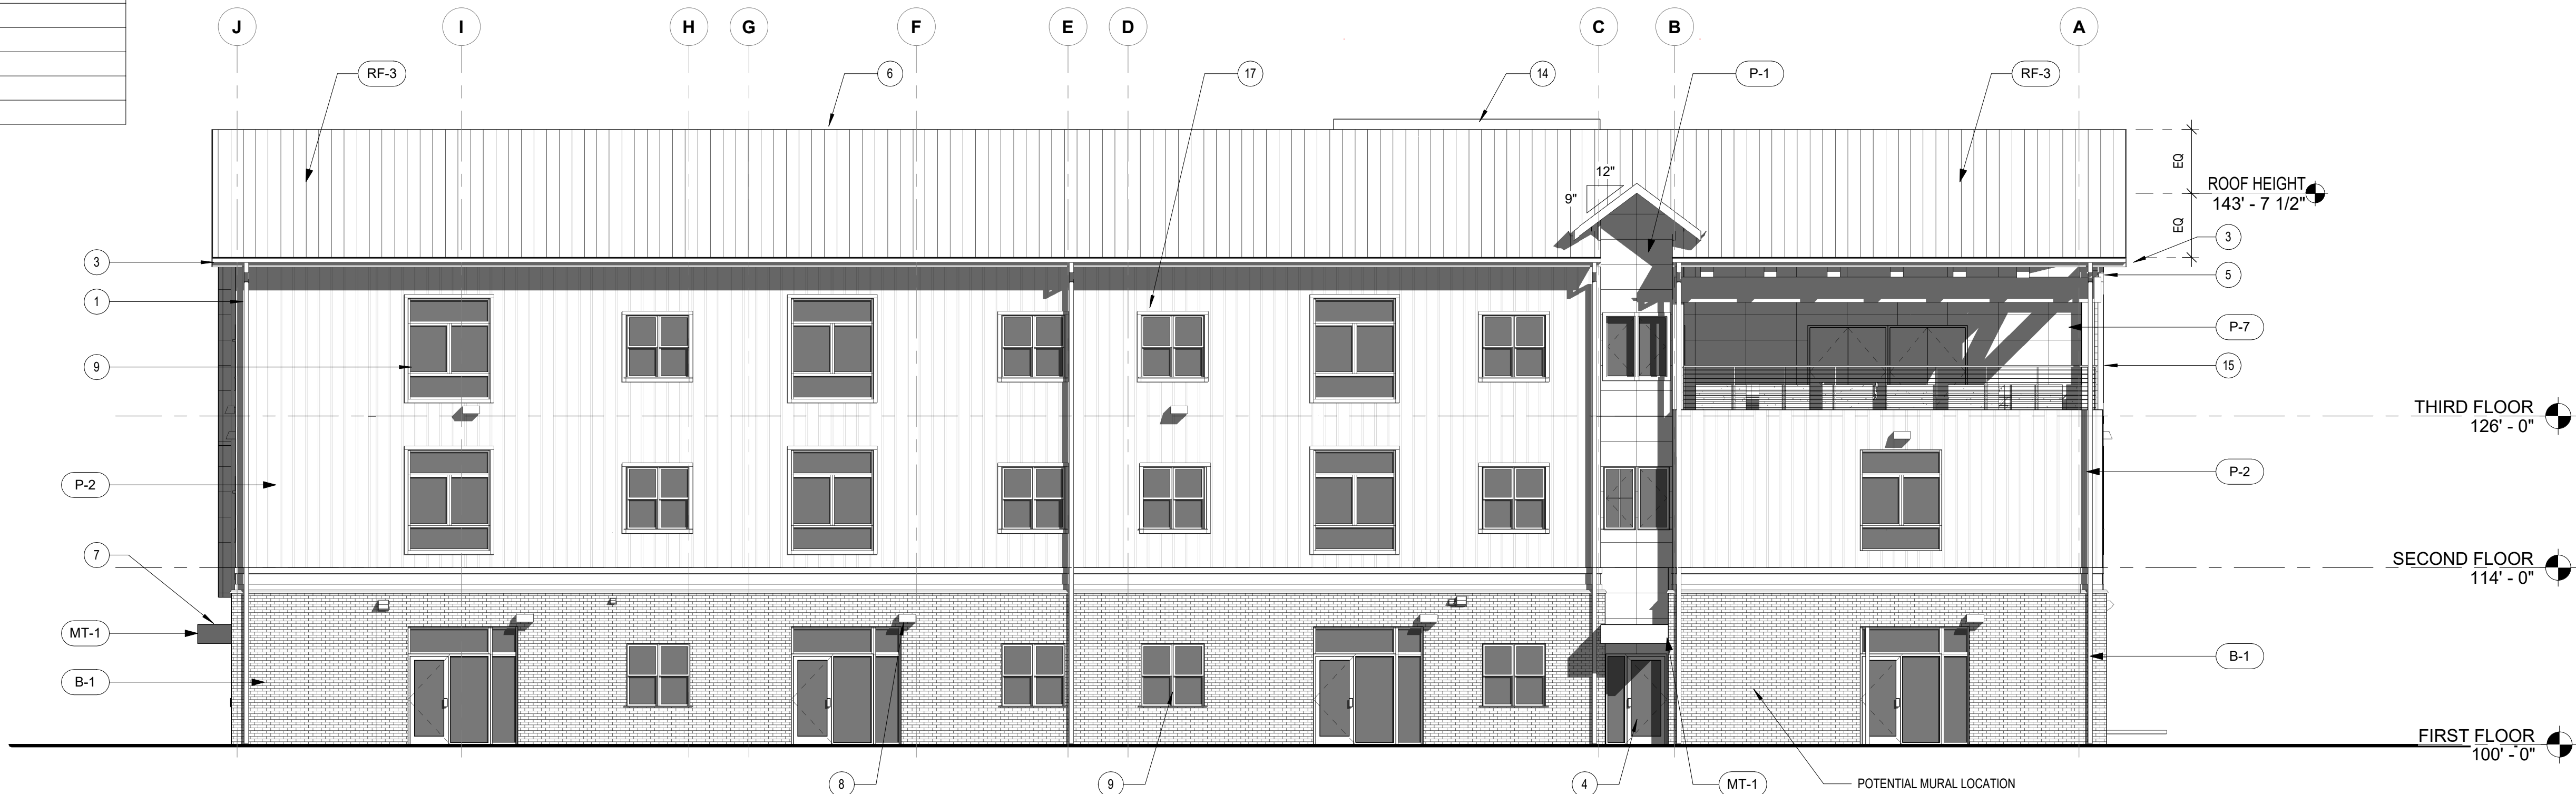 J I H G F E D C B A
RF-3 6 17 14 P-1 RF-3
EQ
12"
9"
ROOF HEIGHT
143' - 7 1/2"
EQ
3 3
5
1
P-7
9 15
THIRD FLOOR
126' - 0"
P-2 P-2
7
SECOND FLOOR
114' - 0"
MT-1
B-1 B-1
FIRST FLOOR
100' - 0"
8 9 4 MT-1 POTENTIAL MURAL LOCATION